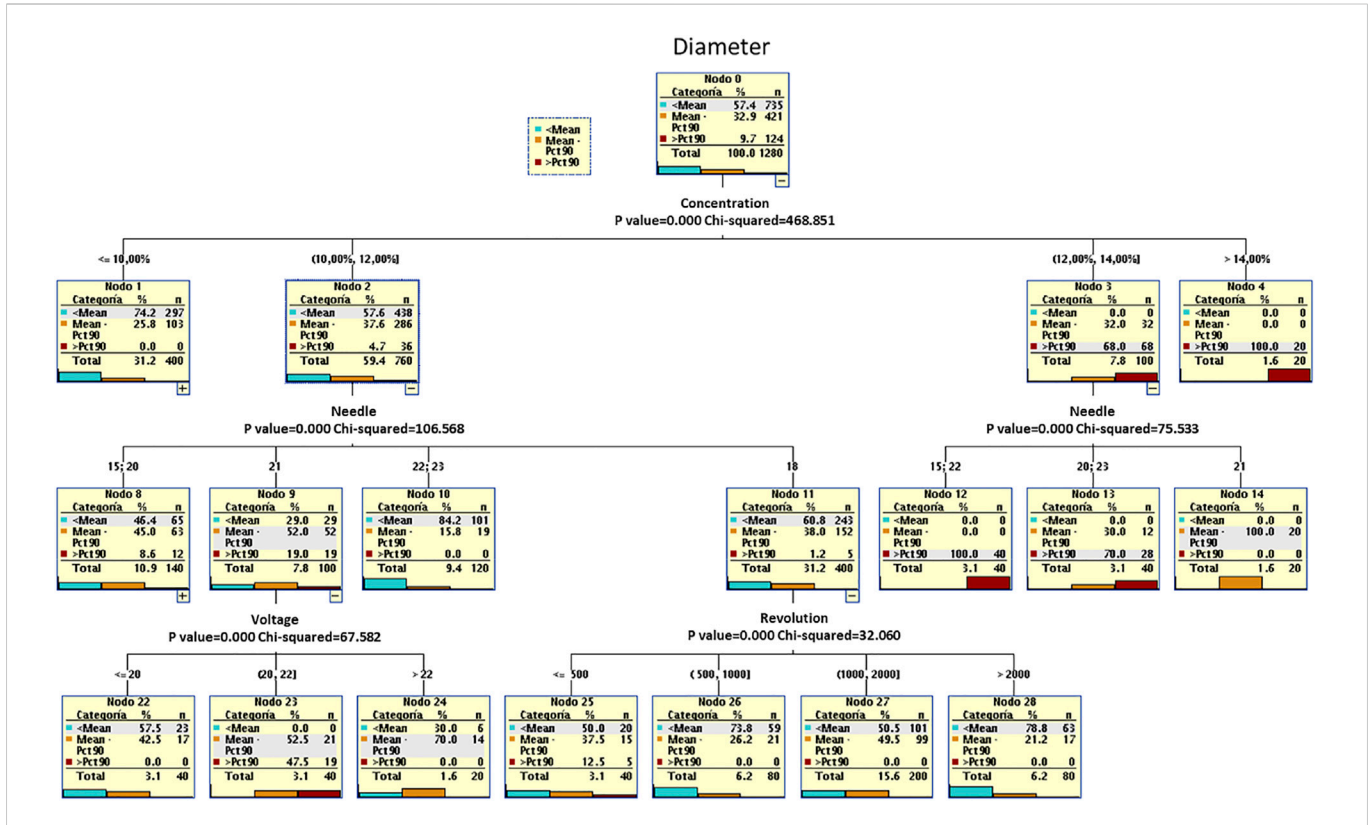 Diameter
Nodo 0
Categoría % n
<Mean 57.4 735
Mean - 32.9 421
Pct90
>Pct90 9.7 124
Total 100.0 1280
<Mean
Mean -
Pct90
>Pct90
Concentration
P value=0.000 Chi-squared=468.851
<= 10,00%
(10,00%, 12,00%]
(12,00%, 14,00%]
> 14,00%
Nodo 1
Categoría % n
<Mean 74.2 297
Mean - 25.8 103
Pct90
>Pct90 0.0 0
Total 31.2 400
Nodo 2
Categoría % n
<Mean 57.6 438
Mean - 37.6 286
Pct90
>Pct90 4.7 36
Total 59.4 760
Nodo 3
Categoría % n
<Mean 0.0 0
Mean - 32.0 32
Pct90
>Pct90 68.0 68
Total 7.8 100
Nodo 4
Categoría % n
<Mean 0.0 0
Mean - 0.0 0
Pct90
>Pct90 100.0 20
Total 1.6 20
Needle
P value=0.000 Chi-squared=106.568
Needle
P value=0.000 Chi-squared=75.533
15; 20
21
22; 23
18
15; 22
20; 23
21
Nodo 8
Categoría % n
<Mean 46.4 65
Mean - 45.0 63
Pct90
>Pct90 8.6 12
Total 10.9 140
Nodo 9
Categoría % n
<Mean 29.0 29
Mean - 52.0 52
Pct90
>Pct90 19.0 19
Total 7.8 100
Nodo 10
Categoría % n
<Mean 84.2 101
Mean - 15.8 19
Pct90
>Pct90 0.0 0
Total 9.4 120
Nodo 11
Categoría % n
<Mean 60.8 243
Mean - 38.0 152
Pct90
>Pct90 1.2 5
Total 31.2 400
Nodo 12
Categoría % n
<Mean 0.0 0
Mean - 0.0 0
Pct90
>Pct90 100.0 40
Total 3.1 40
Nodo 13
Categoría % n
<Mean 0.0 0
Mean - 30.0 12
Pct90
>Pct90 70.0 28
Total 3.1 40
Nodo 14
Categoría % n
<Mean 0.0 0
Mean - 100.0 20
Pct90
>Pct90 0.0 0
Total 1.6 20
Voltage
P value=0.000 Chi-squared=67.582
Revolution
P value=0.000 Chi-squared=32.060
<= 20
(20, 22]
> 22
<= 500
( 500, 1000]
(1000, 2000]
> 2000
Nodo 22
Categoría % n
<Mean 57.5 23
Mean - 42.5 17
Pct90
>Pct90 0.0 0
Total 3.1 40
Nodo 23
Categoría % n
<Mean 0.0 0
Mean - 52.5 21
Pct90
>Pct90 47.5 19
Total 3.1 40
Nodo 24
Categoría % n
<Mean 30.0 6
Mean - 70.0 14
Pct90
>Pct90 0.0 0
Total 1.6 20
Nodo 25
Categoría % n
<Mean 50.0 20
Mean - 37.5 15
Pct90
>Pct90 12.5 5
Total 3.1 40
Nodo 26
Categoría % n
<Mean 73.8 59
Mean - 26.2 21
Pct90
>Pct90 0.0 0
Total 6.2 80
Nodo 27
Categoría % n
<Mean 50.5 101
Mean - 49.5 99
Pct90
>Pct90 0.0 0
Total 15.6 200
Nodo 28
Categoría % n
<Mean 78.8 63
Mean - 21.2 17
Pct90
>Pct90 0.0 0
Total 6.2 80